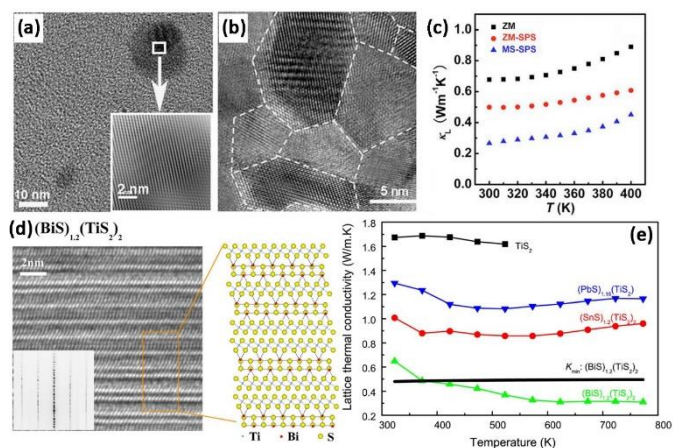 (a)
10 nm
2 nm
(b)
5 nm
(c)
ZM
ZM-SPS
MS-SPS
κL (Wm⁻¹K⁻¹)
1.0
0.8
0.6
0.4
0.2
0.0
300 320 340 360 380 400
T (K)
(d) (BiS)1.2(TiS2)2
2nm
Ti Bi S
(e)
Lattice thermal conductivity (W/m.K)
1.8
1.6
1.4
1.2
1.0
0.8
0.6
0.4
0.2
TiS2
(PbS)1.18(TiS2)2
(SnS)1.2(TiS2)2
Kmin: (BiS)1.2(TiS2)2
(BiS)1.2(TiS2)2
300 400 500 600 700 800
Temperature (K)